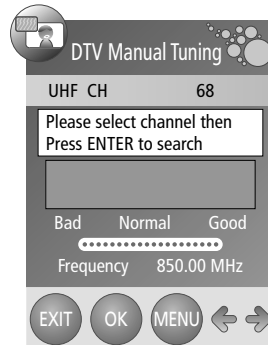 DTV Manual Tuning
UHF CH 68
Please select channel then
Press ENTER to search
Bad Normal Good
Frequency 850.00 MHz
EXIT OK MENU